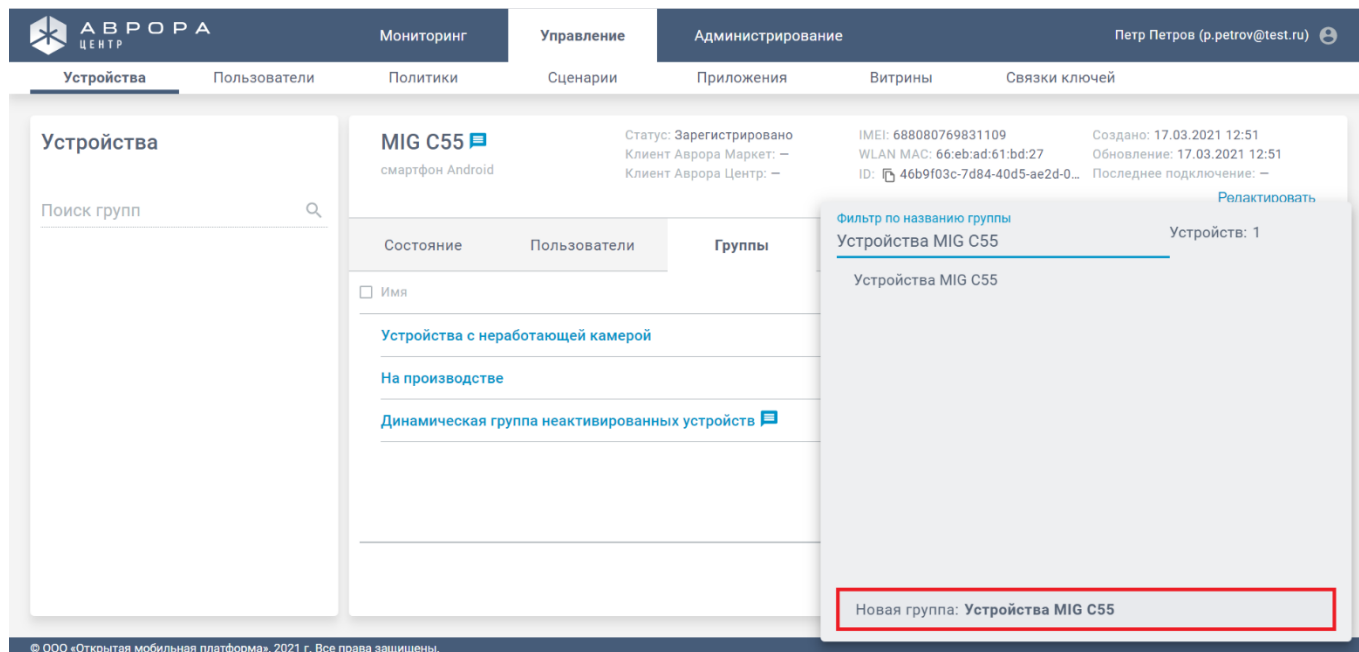 АВРОРА
ЦЕНТР
Мониторинг
Управление
Администрирование
Петр Петров (p.petrov@test.ru)
Устройства
Пользователи
Политики
Сценарии
Приложения
Витрины
Связки ключей
Устройства
Поиск групп
MIG C55
смартфон Android
Статус: Зарегистрировано
Клиент Аврора Маркет: —
Клиент Аврора Центр: —
IMEI: 688080769831109
WLAN MAC: 66:eb:ad:61:bd:27
ID: 46b9f03c-7d84-40d5-ae2d-0...
Создано: 17.03.2021 12:51
Обновление: 17.03.2021 12:51
Последнее подключение: —
Редактировать
Состояние
Пользователи
Группы
Имя
Устройства с неработающей камерой
На производстве
Динамическая группа неактивированных устройств
Фильтр по названию группы
Устройства MIG C55
Устройств: 1
Устройства MIG C55
Новая группа: Устройства MIG C55
© ООО «Открытая мобильная платформа», 2021 г. Все права защищены.